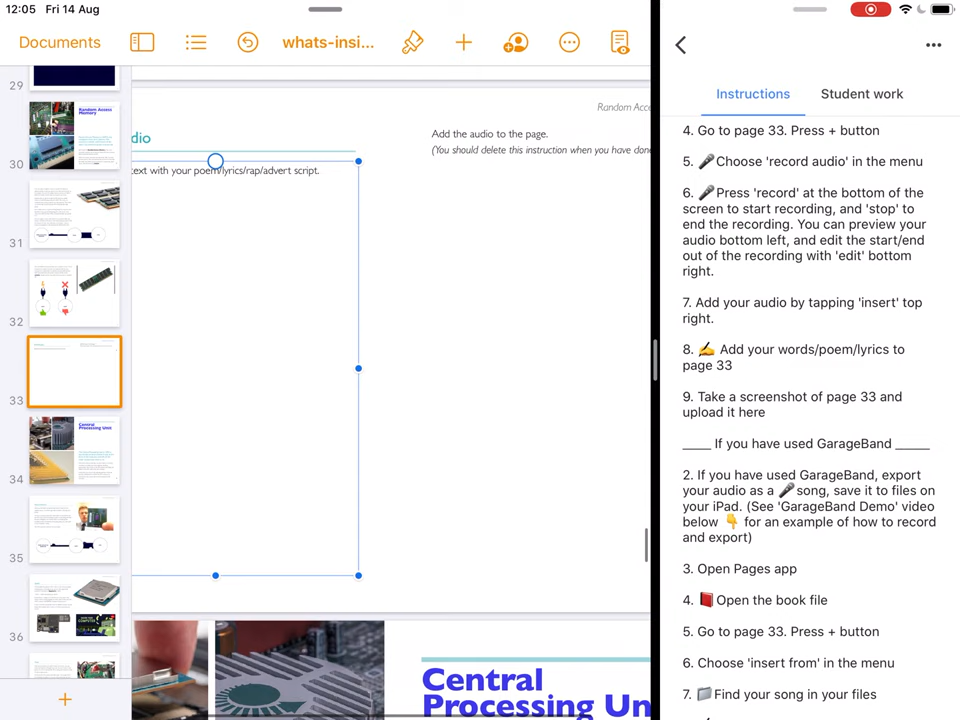 12:05 Fri 14 Aug
Documents
whats-insi...
29
30
Random Access
Memory
31
32
33
34
Central
Processing Unit
35
36
Random Acce
dio
Add the audio to the page.
(You should delete this instruction when you have done
text with your poem/lyrics/rap/advert script.
Central
Processing Un
Instructions
Student work
4. Go to page 33. Press + button
5. 🎤Choose 'record audio' in the menu
6. 🎤Press 'record' at the bottom of the
screen to start recording, and 'stop' to
end the recording. You can preview your
audio bottom left, and edit the start/end
out of the recording with 'edit' bottom
right.
7. Add your audio by tapping 'insert' top
right.
8. ✍️ Add your words/poem/lyrics to
page 33
9. Take a screenshot of page 33 and
upload it here
_____ If you have used GarageBand ______
2. If you have used GarageBand, export
your audio as a 🎤song, save it to files on
your iPad. (See 'GarageBand Demo' video
below 👇 for an example of how to record
and export)
3. Open Pages app
4. 📕Open the book file
5. Go to page 33. Press + button
6. Choose 'insert from' in the menu
7. 📁Find your song in your files